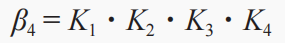 β₄ = K₁ · K₂ · K₃ · K₄